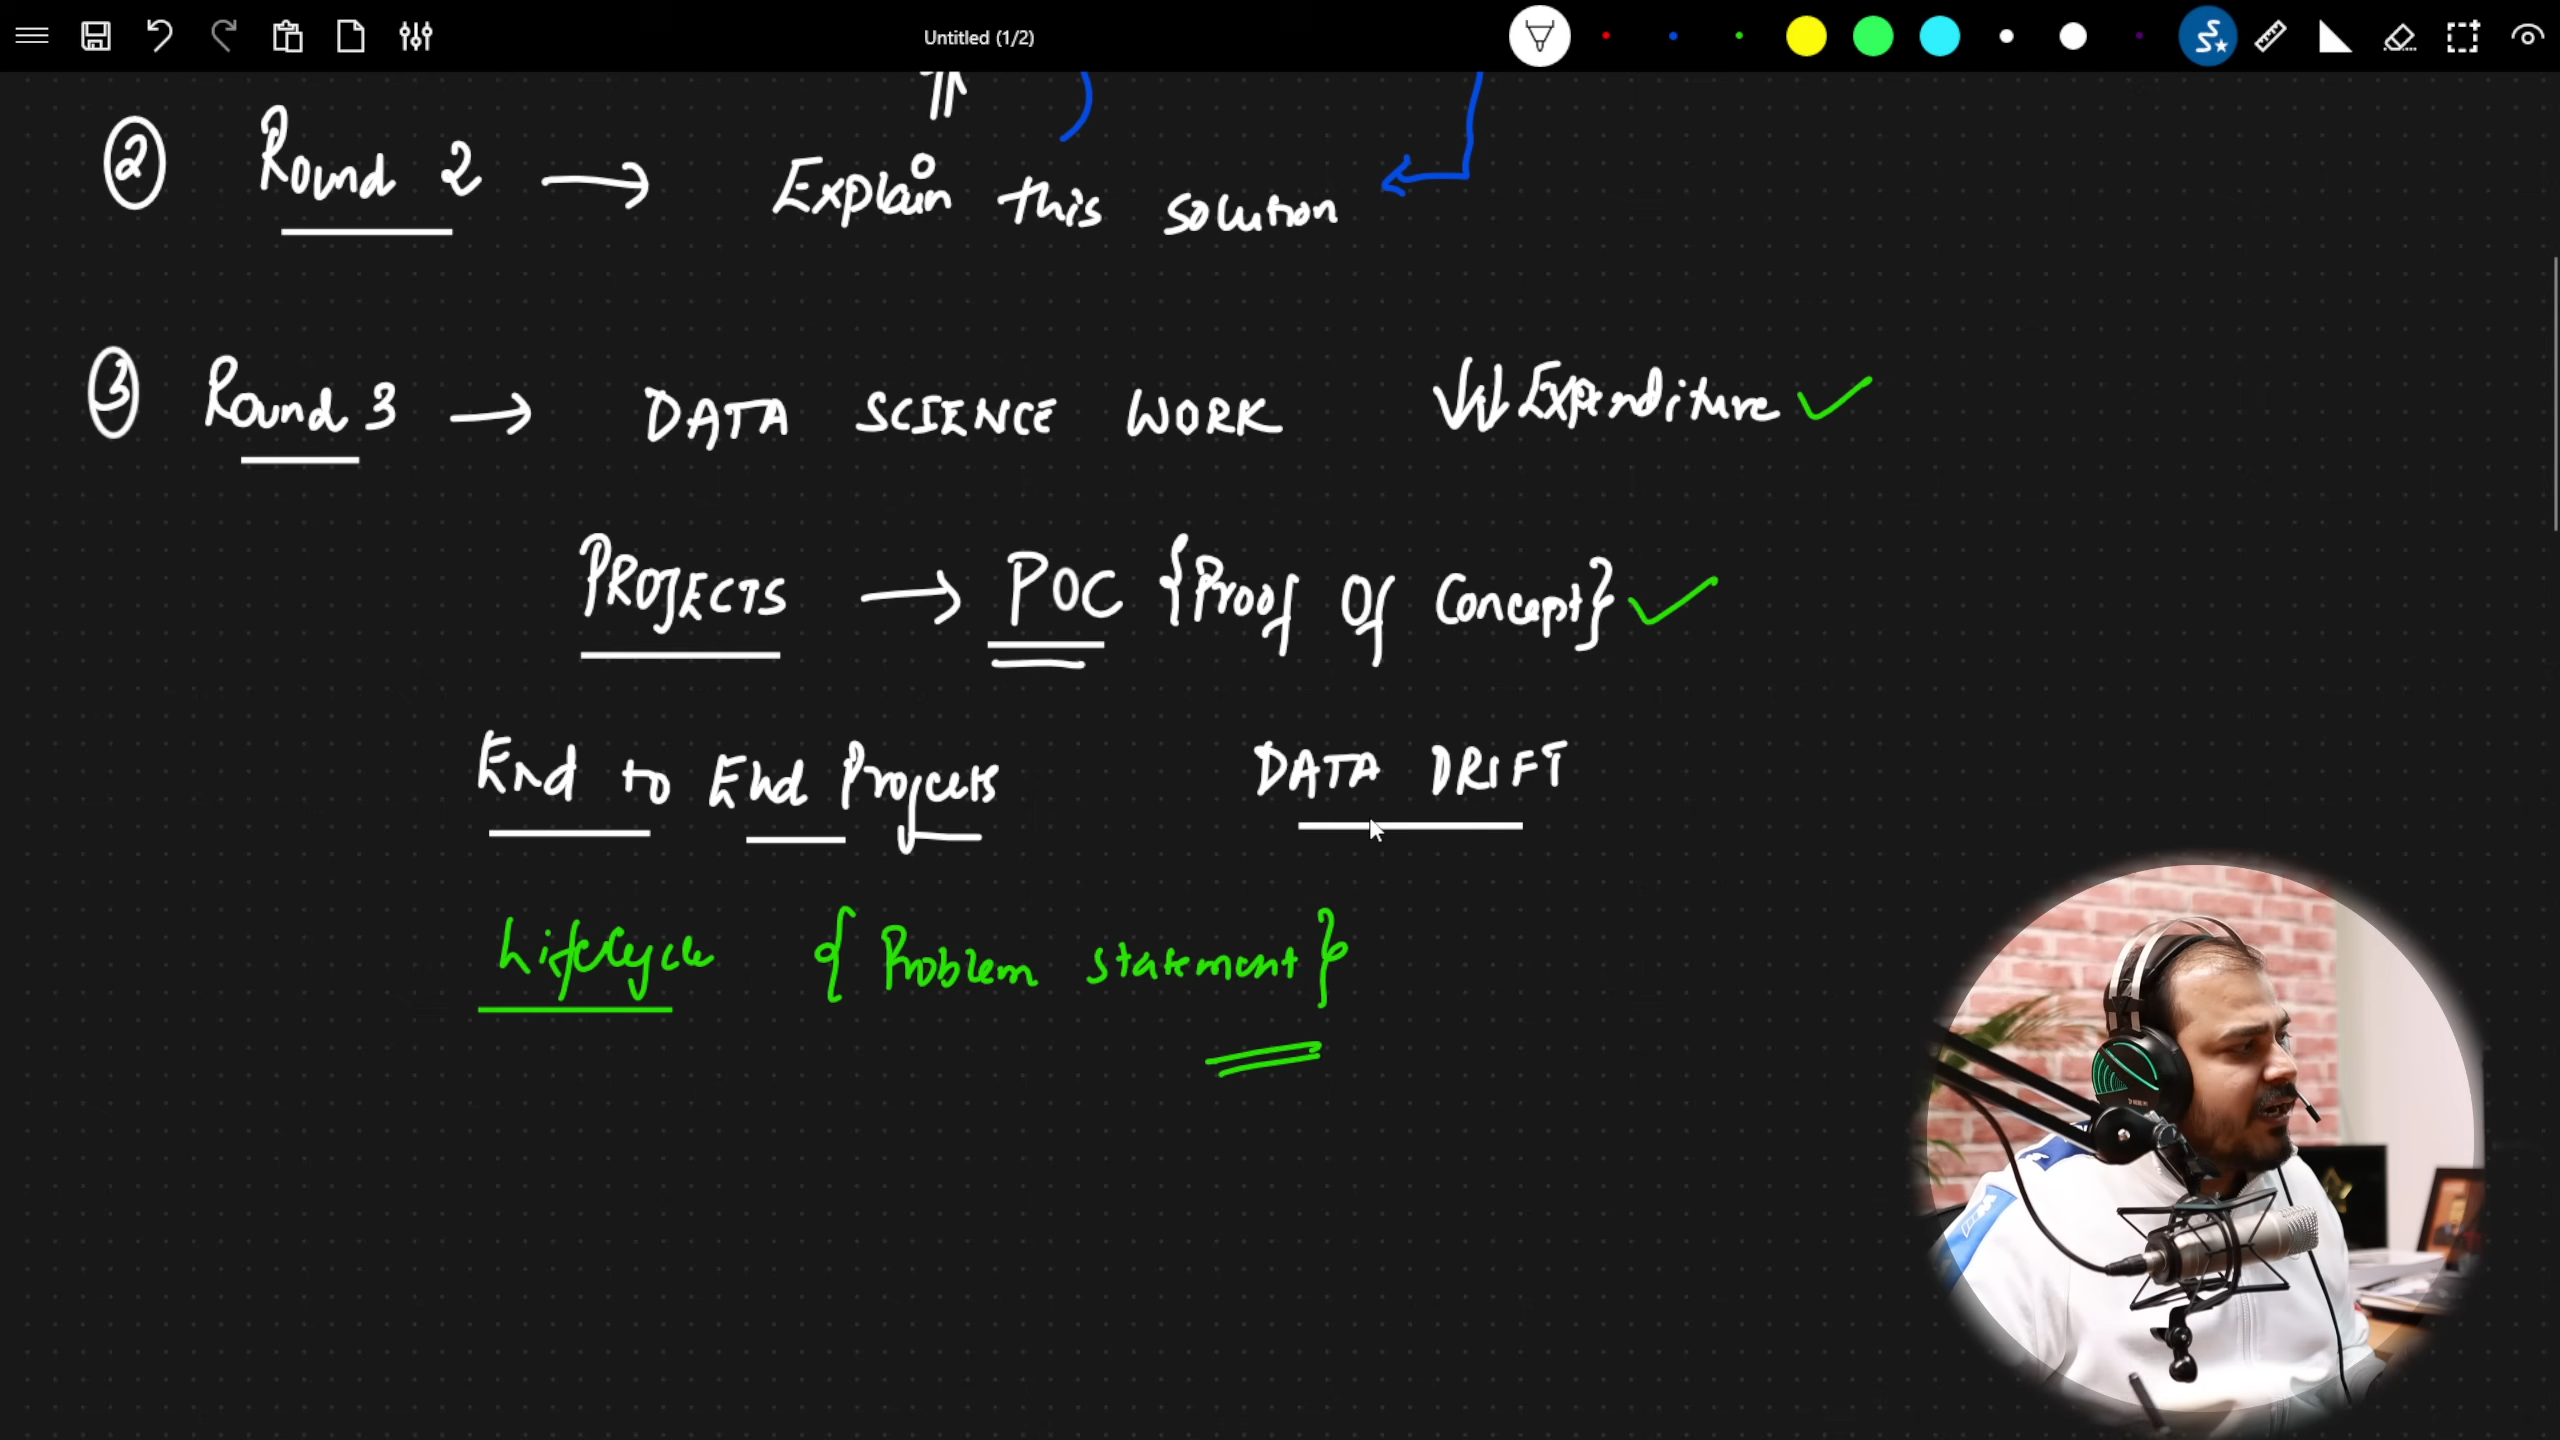 Untitled (1/2)
② Round 2 → Explain this solution
③ Round 3 → DATA SCIENCE WORK ↓↓↓ Expenditure ✓
PROJECTS → POC {Proof Of Concept} ✓
End to End Projects DATA DRIFT
Lifecycle { Problem statement }